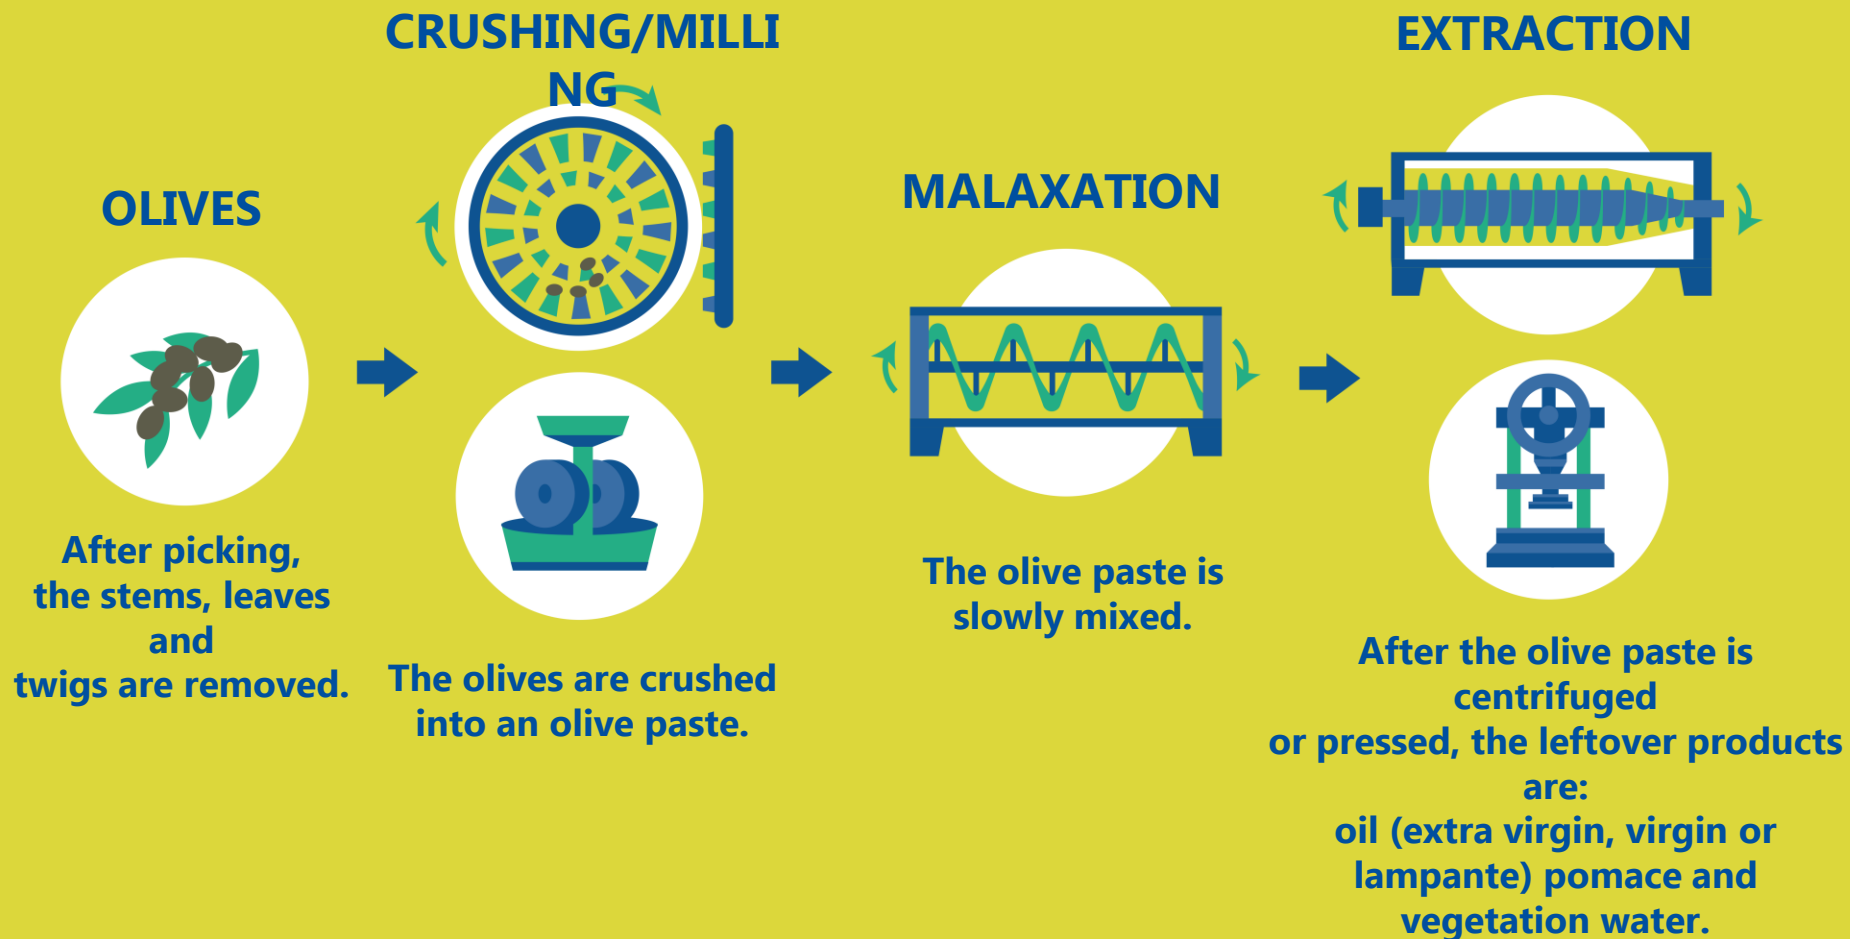 OLIVES
After picking,
the stems, leaves
and
twigs are removed.
CRUSHING/MILLI
NG
The olives are crushed
into an olive paste.
MALAXATION
The olive paste is
slowly mixed.
EXTRACTION
After the olive paste is
centrifuged
or pressed, the leftover products
are:
oil (extra virgin, virgin or
lampante) pomace and
vegetation water.